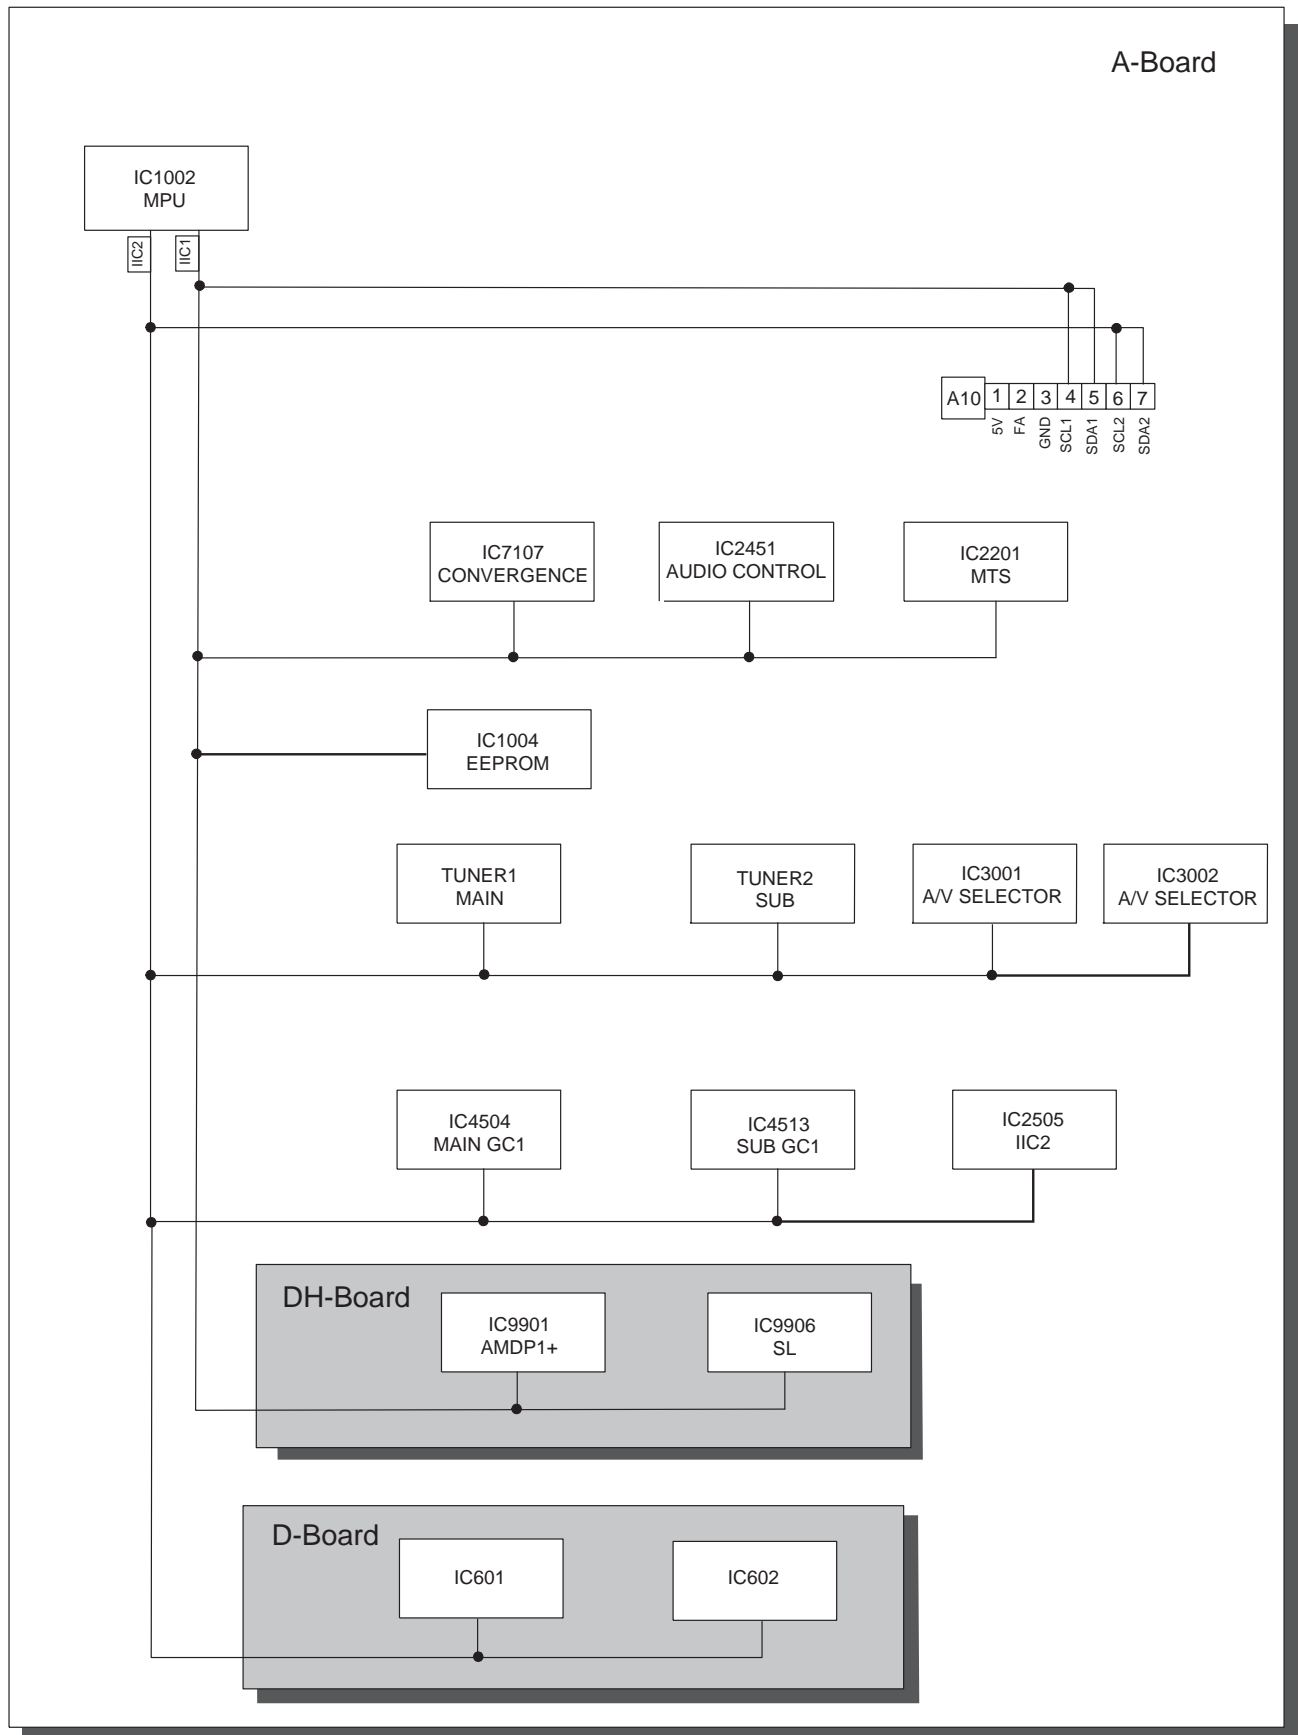 A-Board
IC1002
MPU
IIC2
IIC1
A10 1 2 3 4 5 6 7
5V
FA
GND
SCL1
SDA1
SCL2
SDA2
IC7107
CONVERGENCE
IC2451
AUDIO CONTROL
IC2201
MTS
IC1004
EEPROM
TUNER1
MAIN
TUNER2
SUB
IC3001
A/V SELECTOR
IC3002
A/V SELECTOR
IC4504
MAIN GC1
IC4513
SUB GC1
IC2505
IIC2
DH-Board
IC9901
AMDP1+
IC9906
SL
D-Board
IC601
IC602